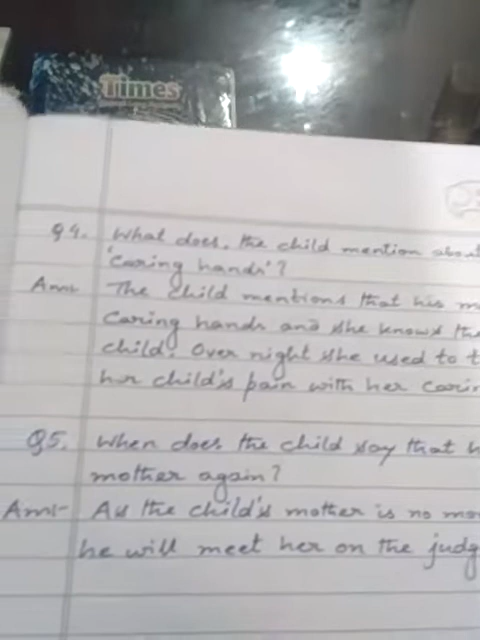 Times
Q4. What does, the child mention about
'caring hands'?
Ans- The child mentions that his
caring hands and she knows
child. Over night she used to
her child's pain with her
Q5. When does the child say that
mother again?
Ans- As the child's mother is no
he will meet her on the